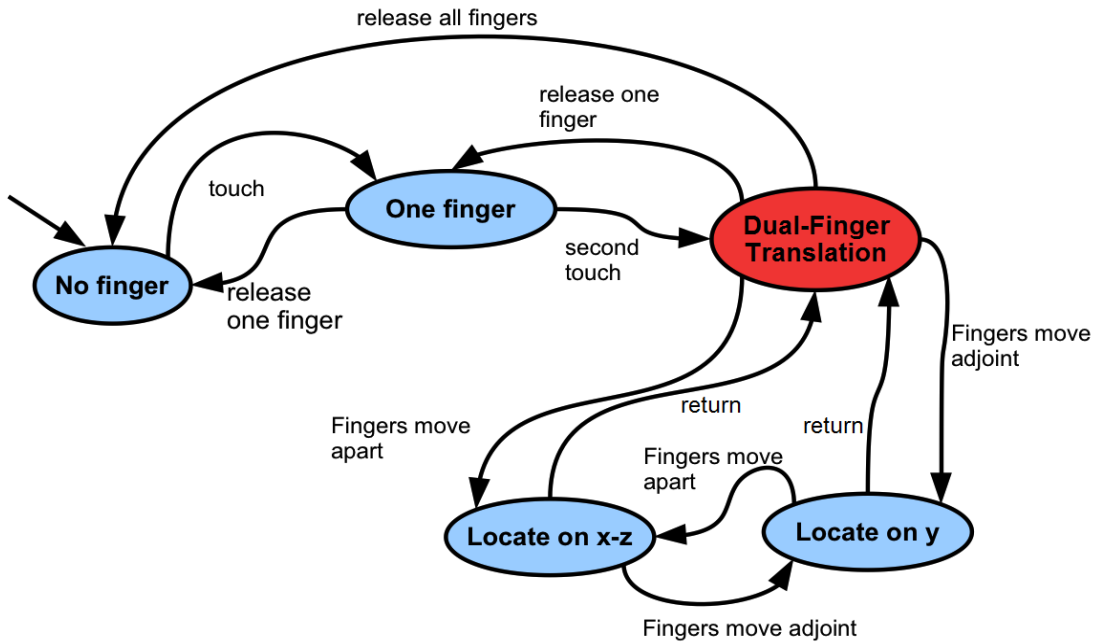 release all fingers
release one
finger
touch
One finger
second
touch
Dual-Finger
Translation
No finger
release
one finger
Fingers move
adjoint
return
return
Fingers move
apart
Fingers move
apart
Locate on x-z
Locate on y
Fingers move adjoint